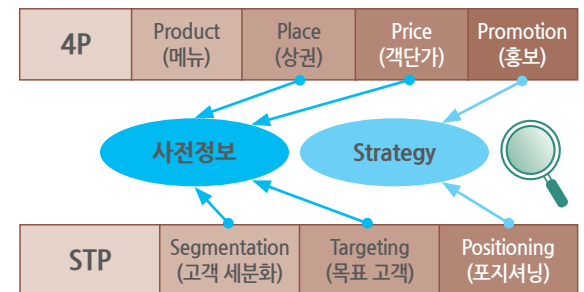 4P
Product
(메뉴)
Place
(상권)
Price
(객단가)
Promotion
(홍보)
사전정보
Strategy
STP
Segmentation
(고객 세분화)
Targeting
(목표 고객)
Positioning
(포지셔닝)